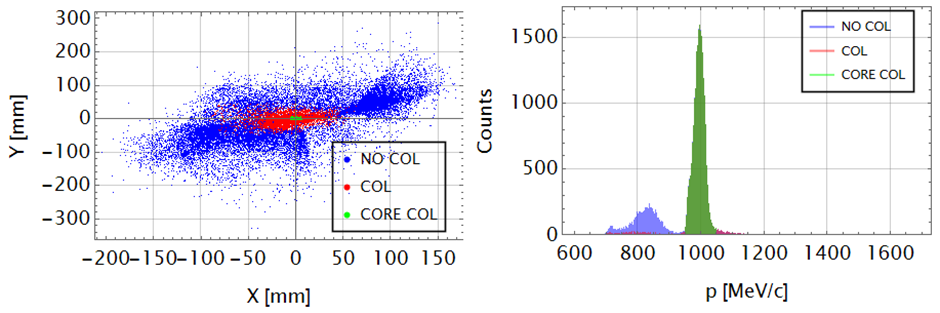 300
200
100
0
-100
-200
-300
Y [mm]
-200-150-100 -50 0 50 100 150
X [mm]
NO COL
COL
CORE COL
1500
1000
500
0
Counts
600 800 1000 1200 1400 1600
p [MeV/c]
NO COL
COL
CORE COL